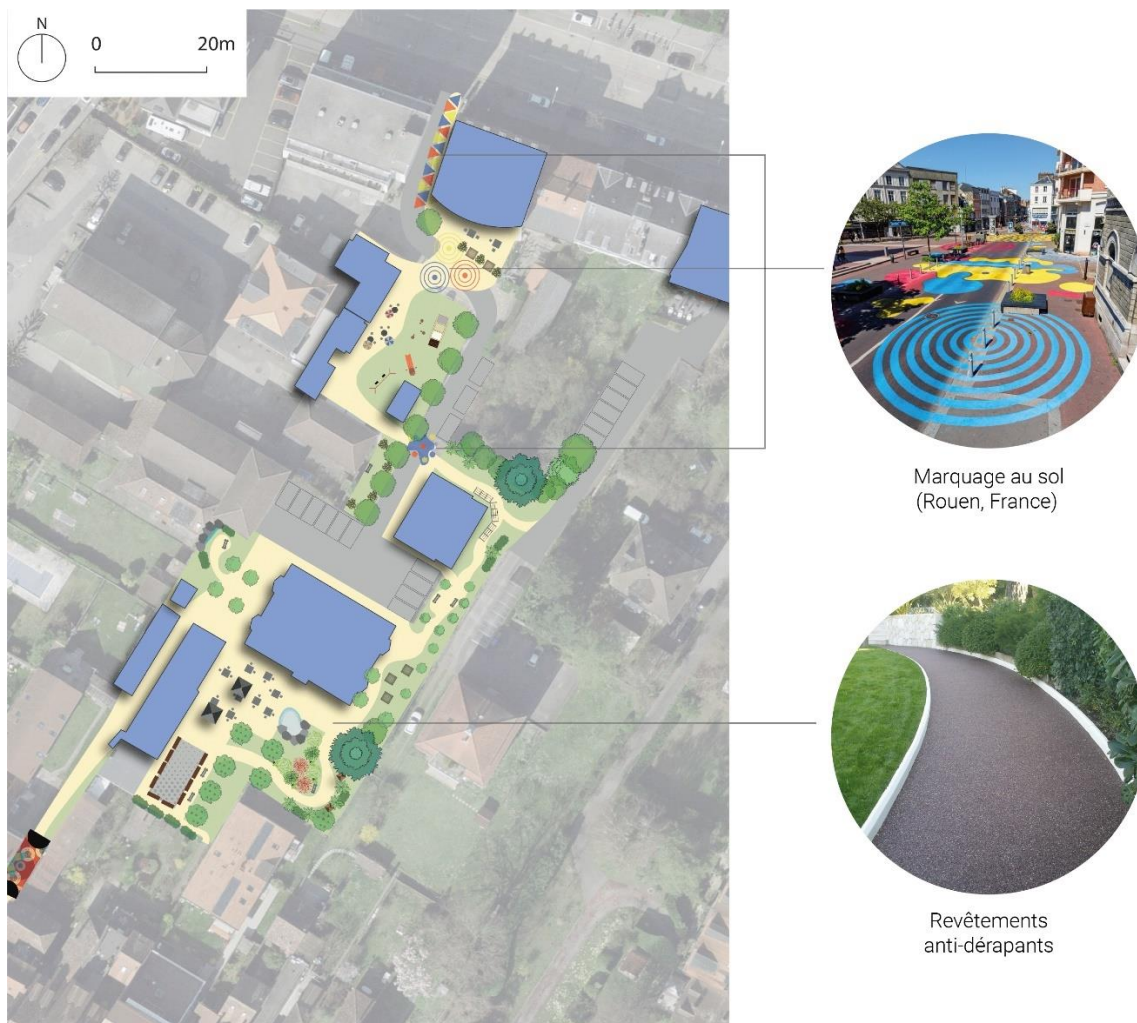 N
0 20m
Marquage au sol
(Rouen, France)
Revêtements
anti-dérapants